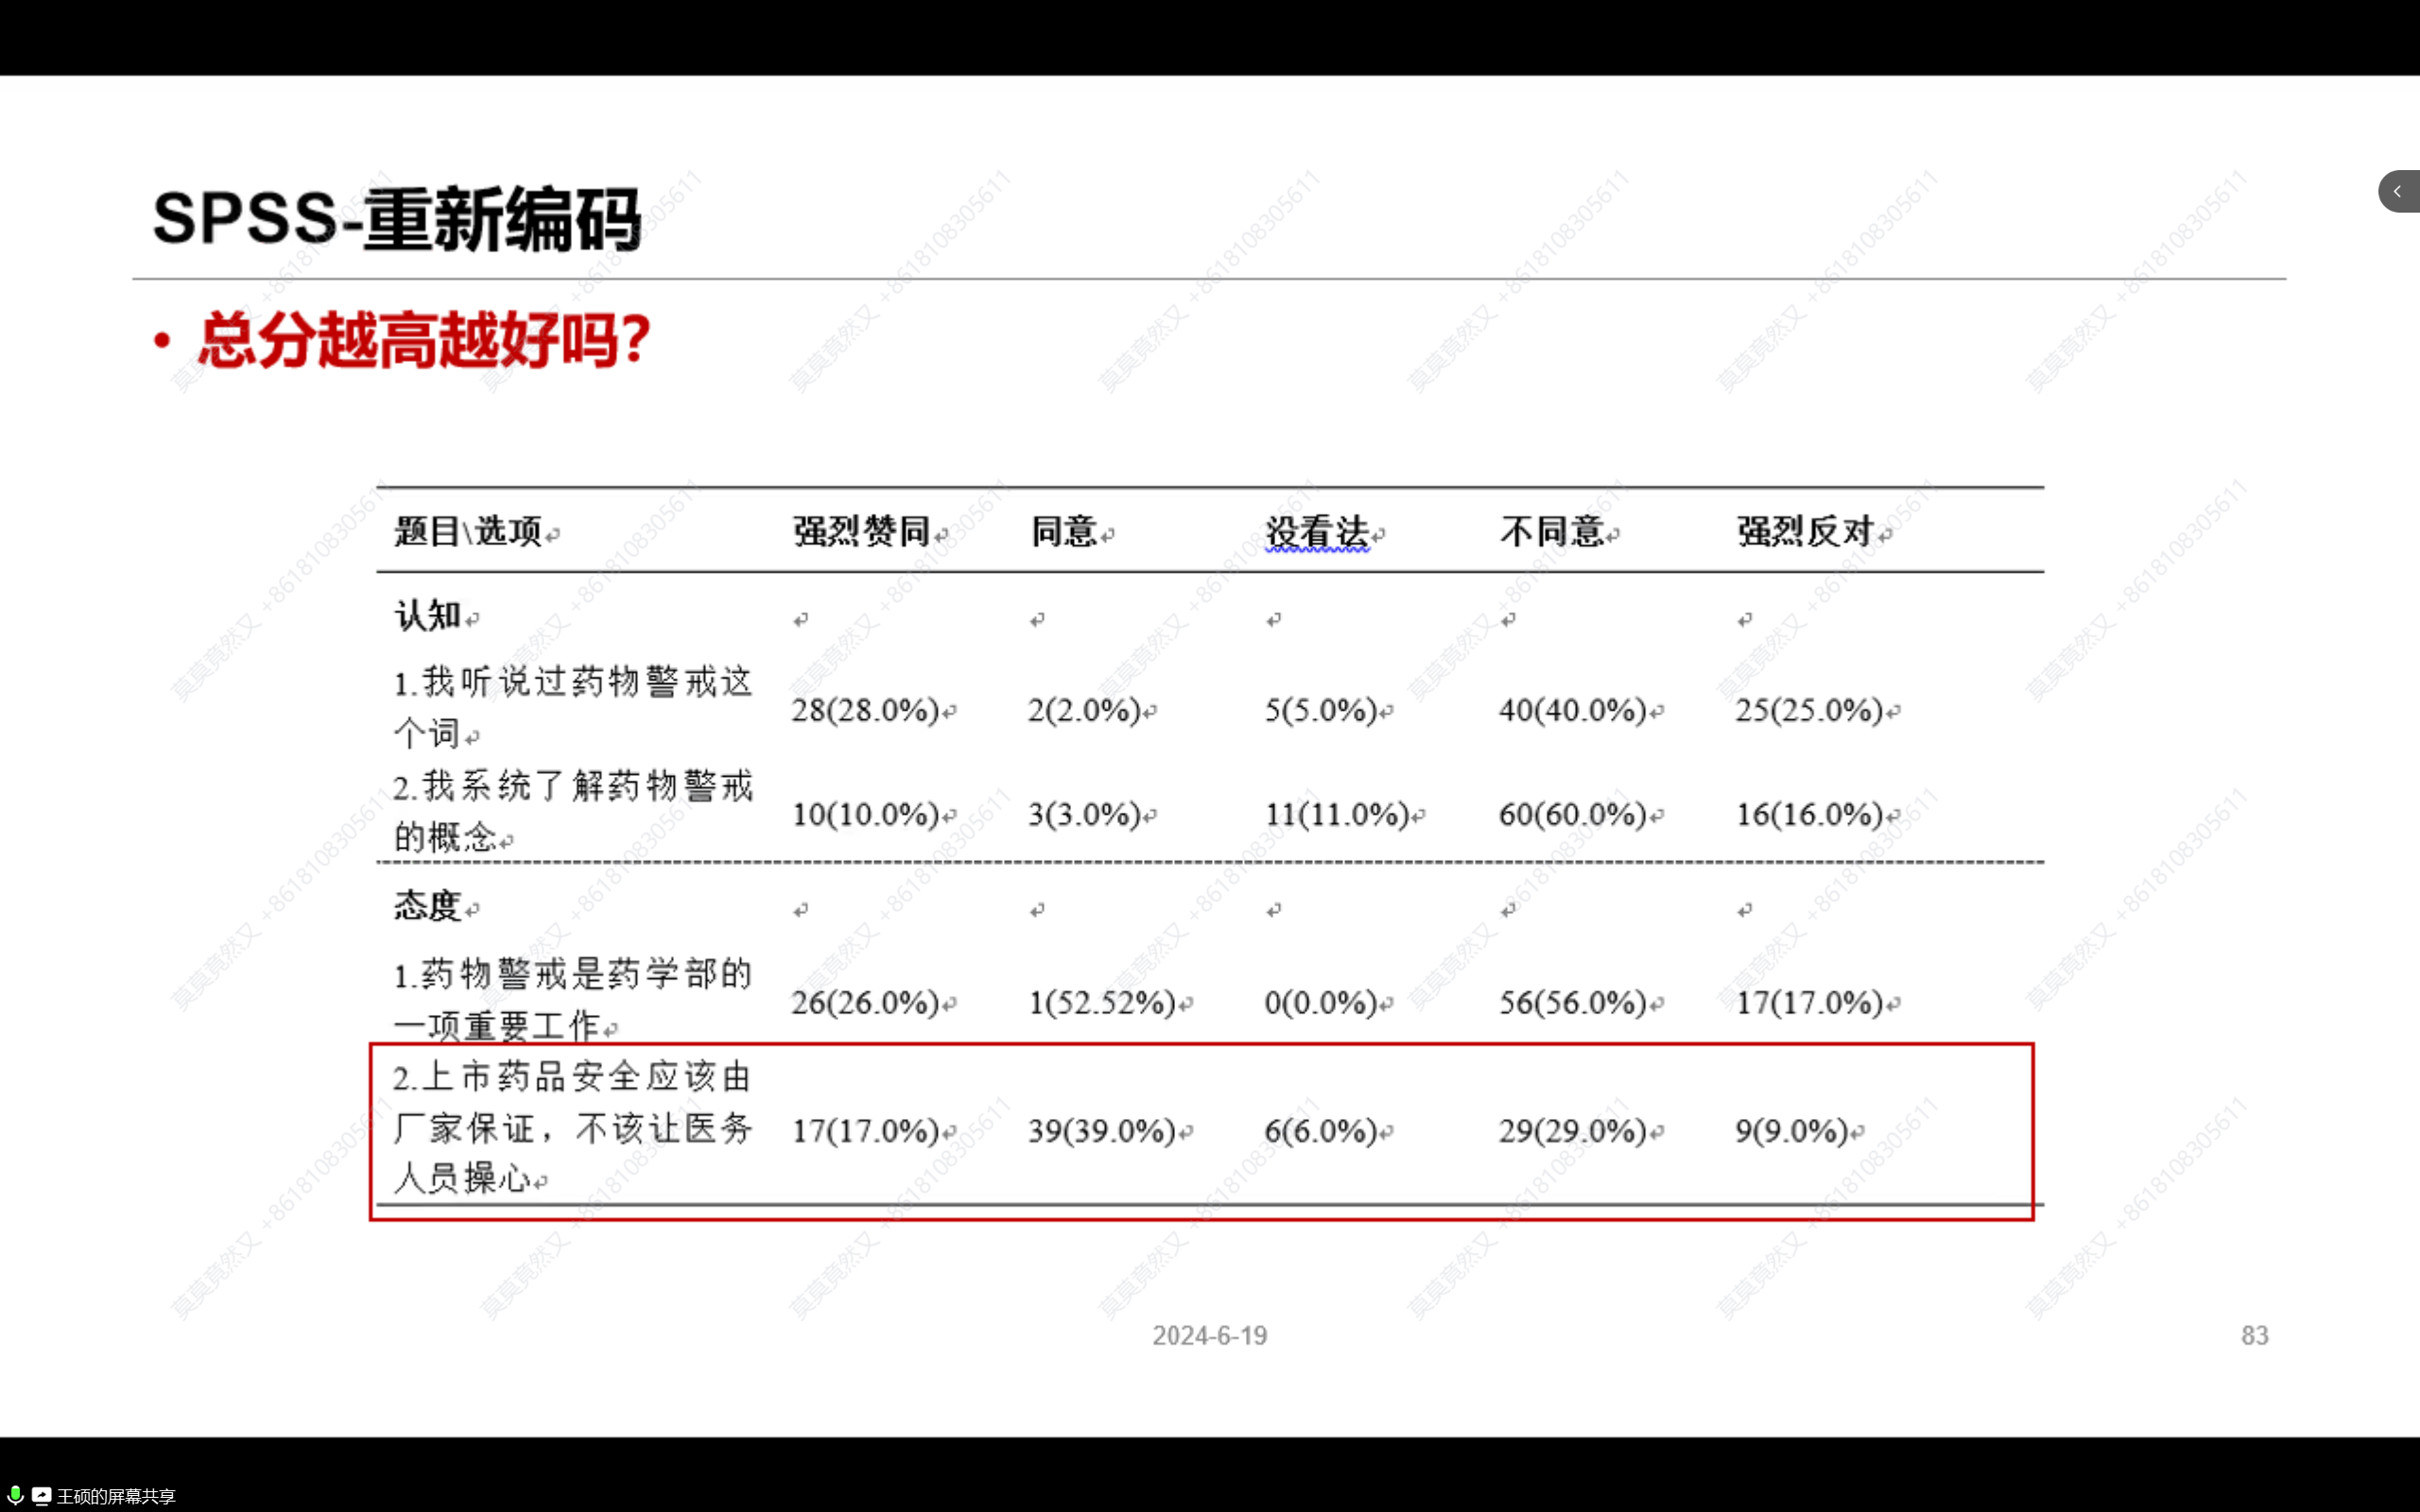 SPSS-重新编码
• 总分越高越好吗？
题目\选项 强烈赞同 同意 没看法 不同意 强烈反对
认知
1.我听说过药物警戒这
个词
28(28.0%) 2(2.0%) 5(5.0%) 40(40.0%) 25(25.0%)
2.我系统了解药物警戒
的概念
10(10.0%) 3(3.0%) 11(11.0%) 60(60.0%) 16(16.0%)
态度
1.药物警戒是药学部的
一项重要工作
26(26.0%) 1(52.52%) 0(0.0%) 56(56.0%) 17(17.0%)
2.上市药品安全应该由
厂家保证，不该让医务
人员操心
17(17.0%) 39(39.0%) 6(6.0%) 29(29.0%) 9(9.0%)
2024-6-19
83
王硕的屏幕共享